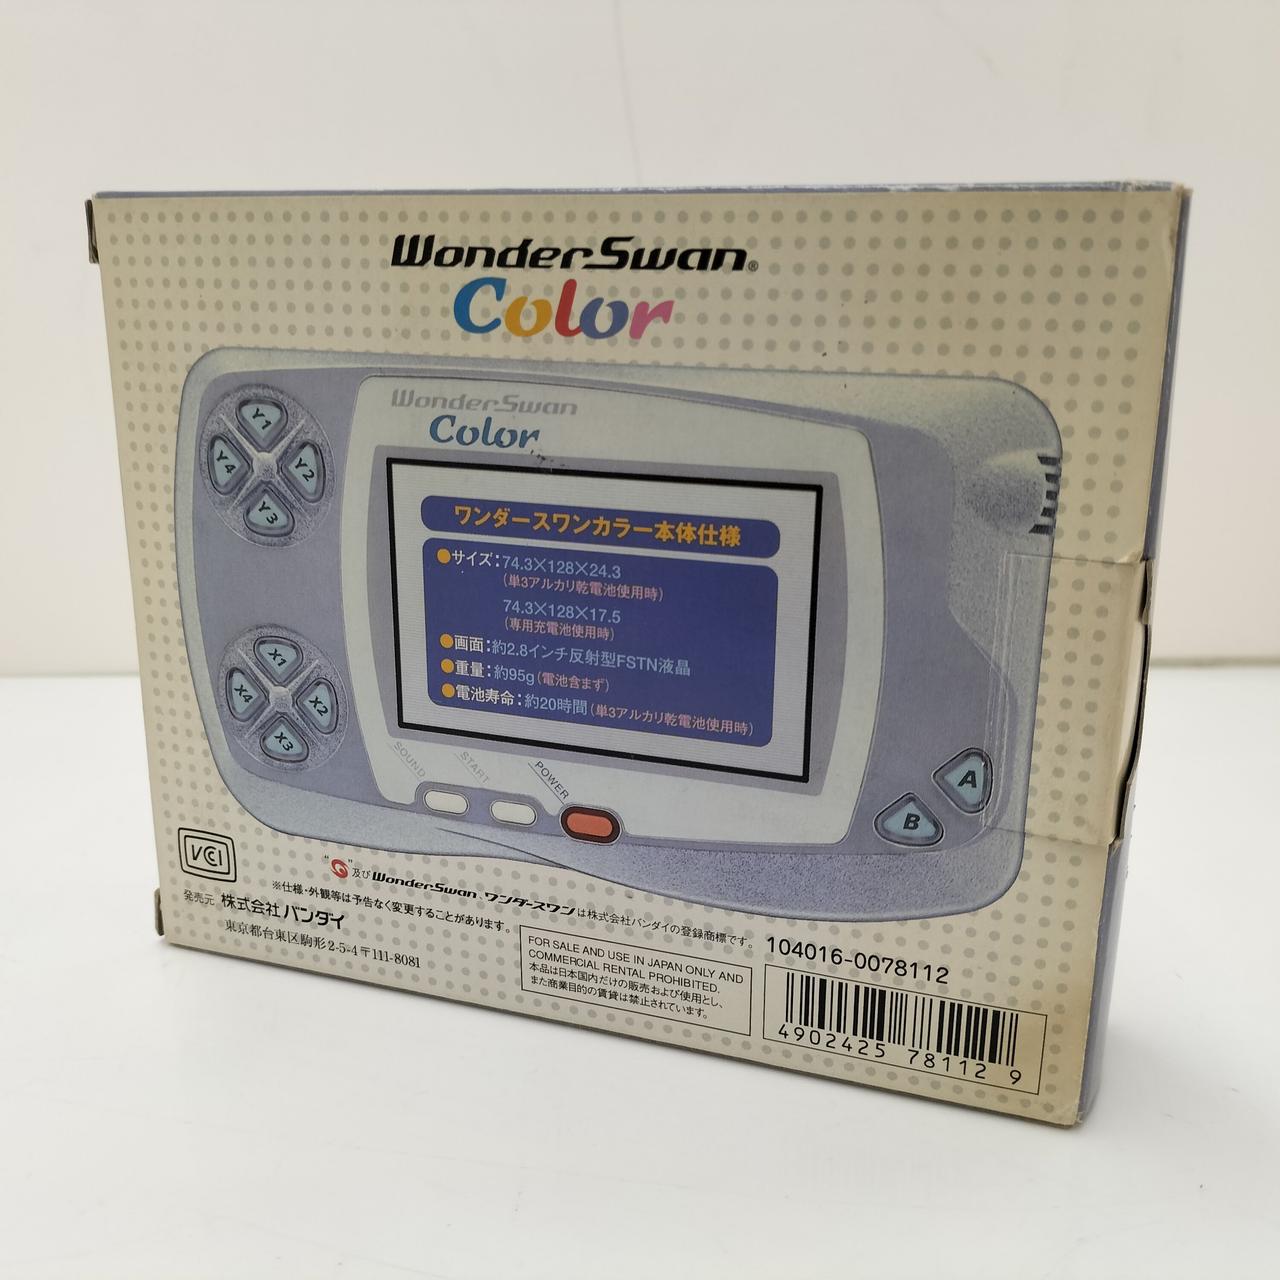 WonderSwan®
Color
WonderSwan
Color
Y1
Y4
Y2
Y3
X1
X4
X2
X3
ワンダースワンカラー本体仕様
●サイズ:74.3×128×24.3
(単3アルカリ乾電池使用時)
74.3×128×17.5
(専用充電池使用時)
●画面:約2.8インチ反射型FSTN液晶
●重量:約95g(電池含まず)
●電池寿命:約20時間(単3アルカリ乾電池使用時)
SOUND
START
POWER
A
B
VCCI
" "及びWonderSwan、ワンダースワンは株式会社バンダイの登録商標です。
※仕様・外観等は予告なく変更することがあります。
発売元 株式会社バンダイ
東京都台東区駒形2-5-4〒111-8081
FOR SALE AND USE IN JAPAN ONLY AND
COMMERCIAL RENTAL PROHIBITED.
本品は日本国内だけの販売および使用とし、
また商業目的の賃貸は禁止されています。
104016-0078112
4902425 78112 9